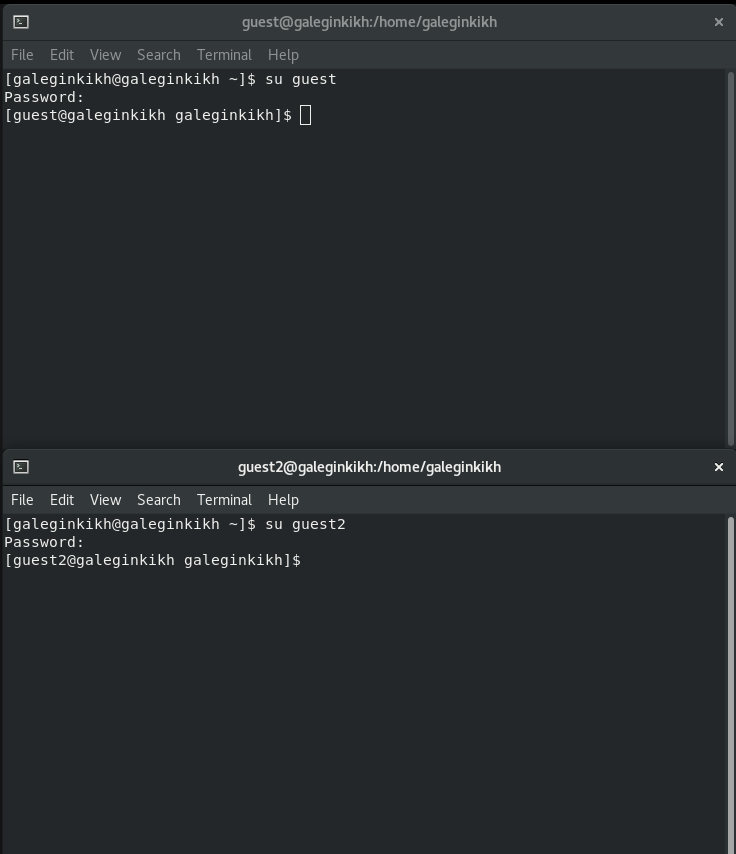 guest@galeginkikh:/home/galeginkikh ×
File Edit View Search Terminal Help
[galeginkikh@galeginkikh ~]$ su guest
Password:
[guest@galeginkikh galeginkikh]$
guest2@galeginkikh:/home/galeginkikh ×
File Edit View Search Terminal Help
[galeginkikh@galeginkikh ~]$ su guest2
Password:
[guest2@galeginkikh galeginkikh]$